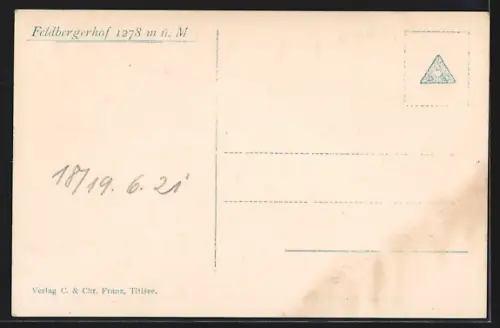 Feldbergerhof 1278 m ü. M
18/19. 6. 21
Verlag C. & Chr. Franz, Titisee.